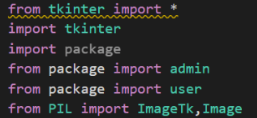 from tkinter import *
import tkinter
import package
from package import admin
from package import user
from PIL import ImageTk,Image